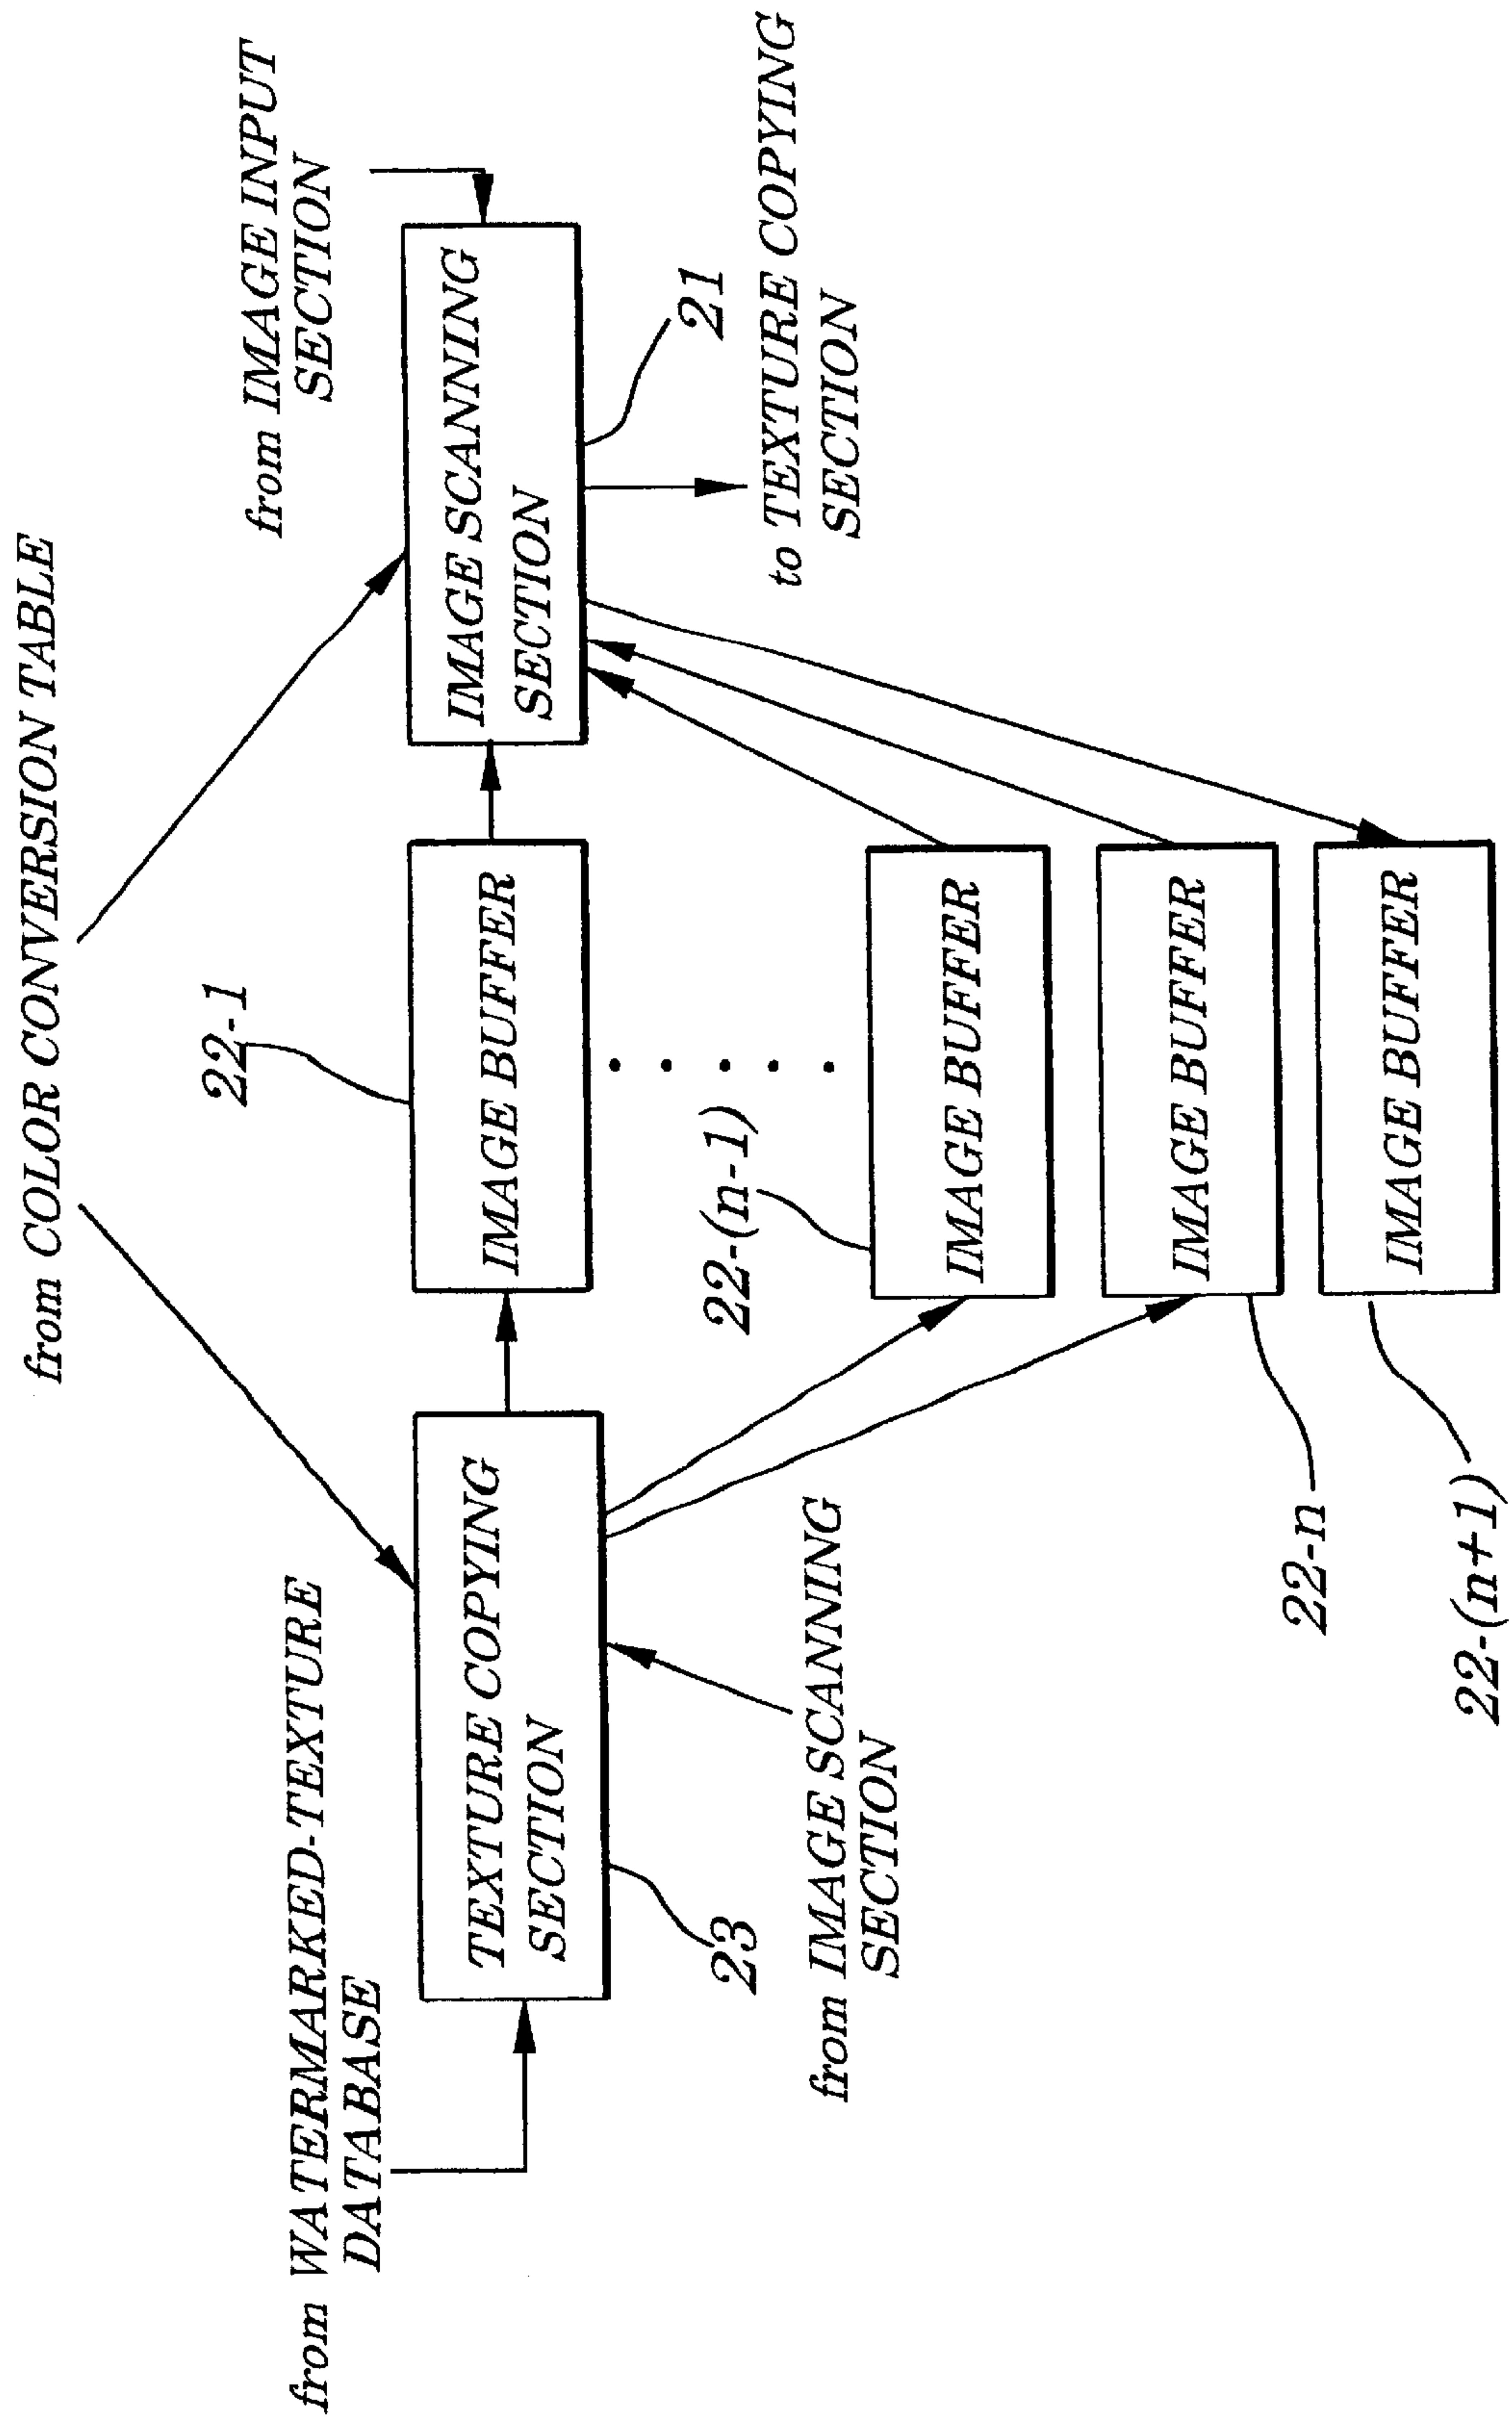 from COLOR CONVERSION TABLE
from WATERMARKED-TEXTURE
DATABASE
22-1
from IMAGE INPUT
SECTION
TEXTURE COPYING
SECTION
IMAGE BUFFER
IMAGE SCANNING
SECTION
23
22-(n-1)
21
from IMAGE SCANNING
SECTION
to TEXTURE COPYING
SECTION
IMAGE BUFFER
IMAGE BUFFER
22-n
IMAGE BUFFER
22-(n+1)